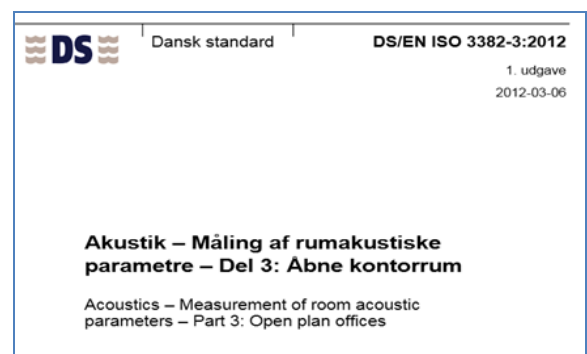 DS
Dansk standard
DS/EN ISO 3382-3:2012
1. udgave
2012-03-06
Akustik – Måling af rumakustiske
parametre – Del 3: Åbne kontorrum
Acoustics – Measurement of room acoustic
parameters – Part 3: Open plan offices